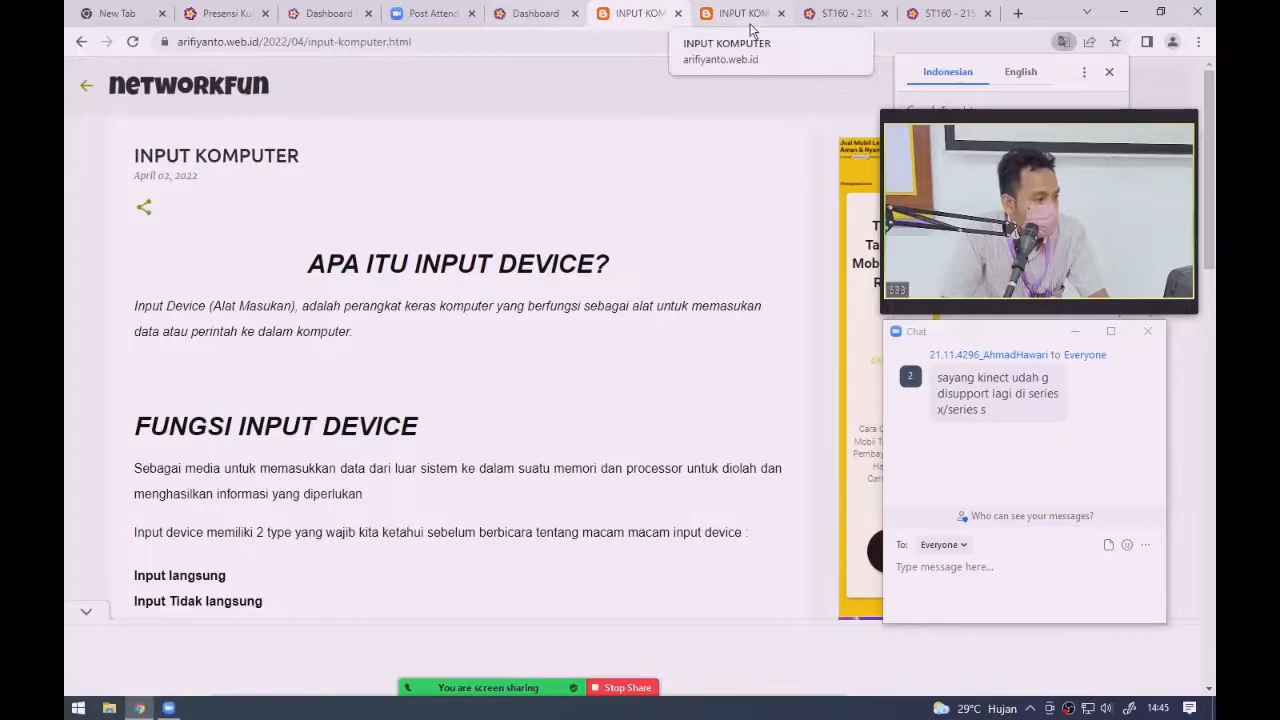 New Tab
Presensi Ku
Dashboard
Post Attend
Dashboard
INPUT KOM
INPUT KOM
ST160 - 21S
ST160 - 21S
arifiyanto.web.id/2022/04/input-komputer.html
INPUT KOMPUTER
arifiyanto.web.id
Indonesian
English
NETWORKFUN
INPUT KOMPUTER
April 02, 2022
APA ITU INPUT DEVICE?
Input Device (Alat Masukan), adalah perangkat keras komputer yang berfungsi sebagai alat untuk memasukan
data atau perintah ke dalam komputer.
FUNGSI INPUT DEVICE
Sebagai media untuk memasukkan data dari luar sistem ke dalam suatu memori dan processor untuk diolah dan
menghasilkan informasi yang diperlukan
Input device memiliki 2 type yang wajib kita ketahui sebelum berbicara tentang macam macam input device :
Input langsung
Input Tidak langsung
Jual Mobil Le
Aman & Nyam
533
Chat
21.11.4296_AhmadHawari to Everyone
2
sayang kinect udah g
disupport lagi di series
x/series s
Who can see your messages?
To: Everyone
Type message here...
You are screen sharing
Stop Share
29°C Hujan
14:45